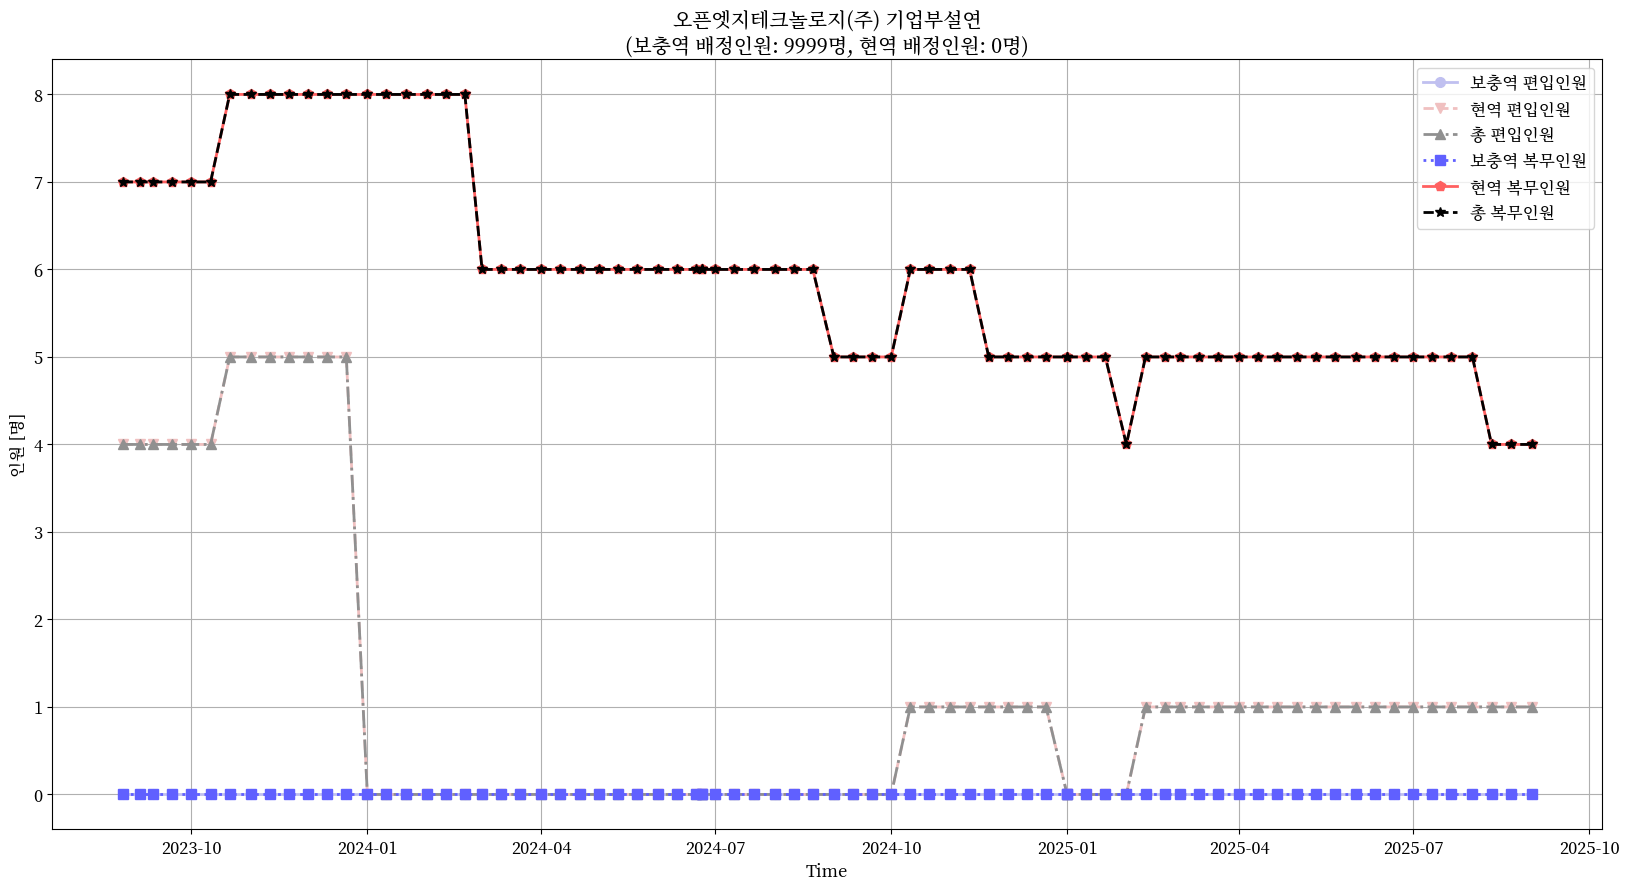 오픈엣지테크놀로지(주) 기업부설연
(보충역 배정인원: 9999명, 현역 배정인원: 0명)
보충역 편입인원
현역 편입인원
총 편입인원
보충역 복무인원
현역 복무인원
총 복무인원
인원 [명]
8
7
6
5
4
3
2
1
0
2023-10
2024-01
2024-04
2024-07
2024-10
2025-01
2025-04
2025-07
2025-10
Time